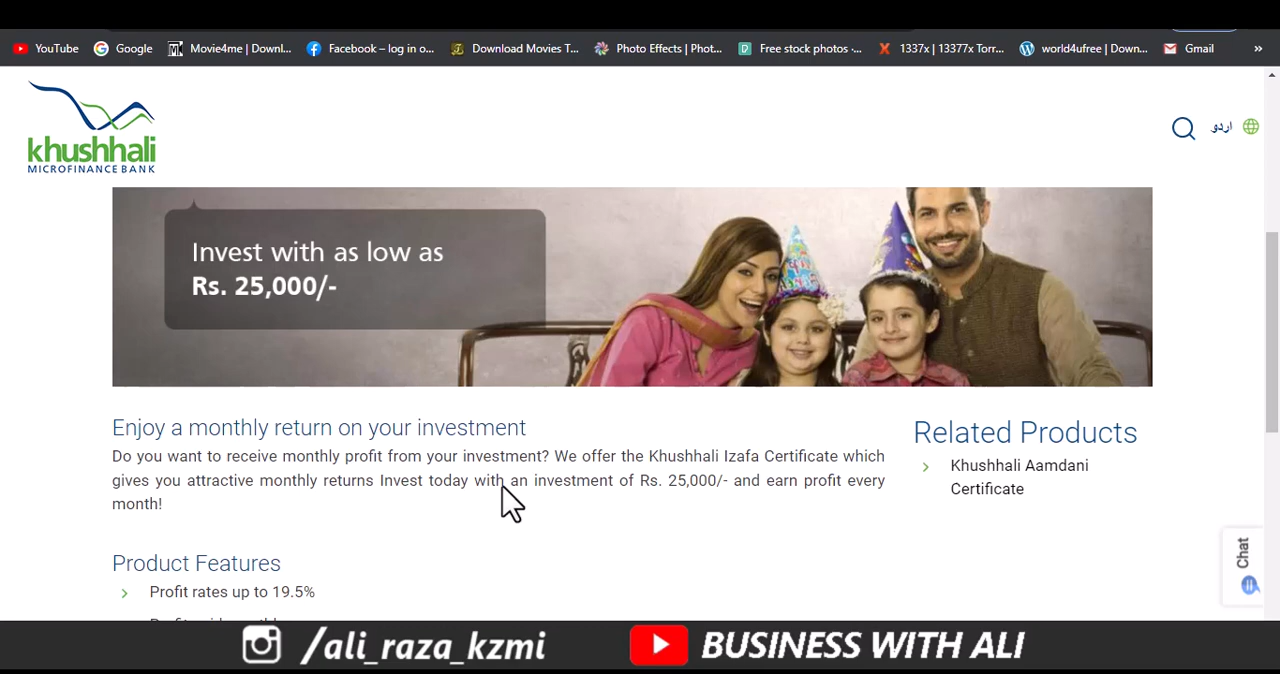 YouTube
Google
Movie4me | Downl...
Facebook – log in o...
Download Movies T...
Photo Effects | Phot...
Free stock photos ·...
1337x | 13377x Torr...
world4ufree | Down...
Gmail
»
khushhali
MICROFINANCE BANK
اردو
Invest with as low as
Rs. 25,000/-
Enjoy a monthly return on your investment
Do you want to receive monthly profit from your investment? We offer the Khushhali Izafa Certificate which
gives you attractive monthly returns Invest today with an investment of Rs. 25,000/- and earn profit every
month!
Related Products
Khushhali Aamdani
Certificate
Chat
Product Features
Profit rates up to 19.5%
/ali_raza_kzmi
BUSINESS WITH ALI